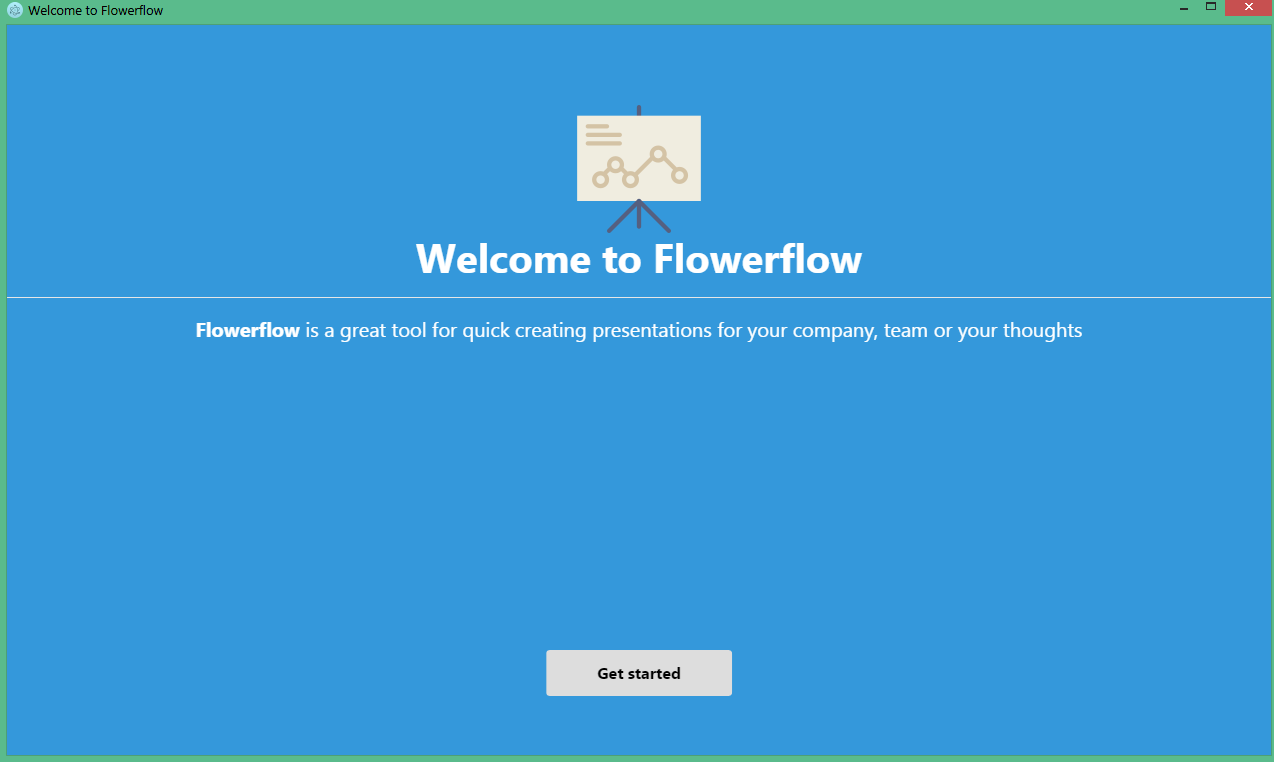 Welcome to Flowerflow
Welcome to Flowerflow
Flowerflow is a great tool for quick creating presentations for your company, team or your thoughts
Get started